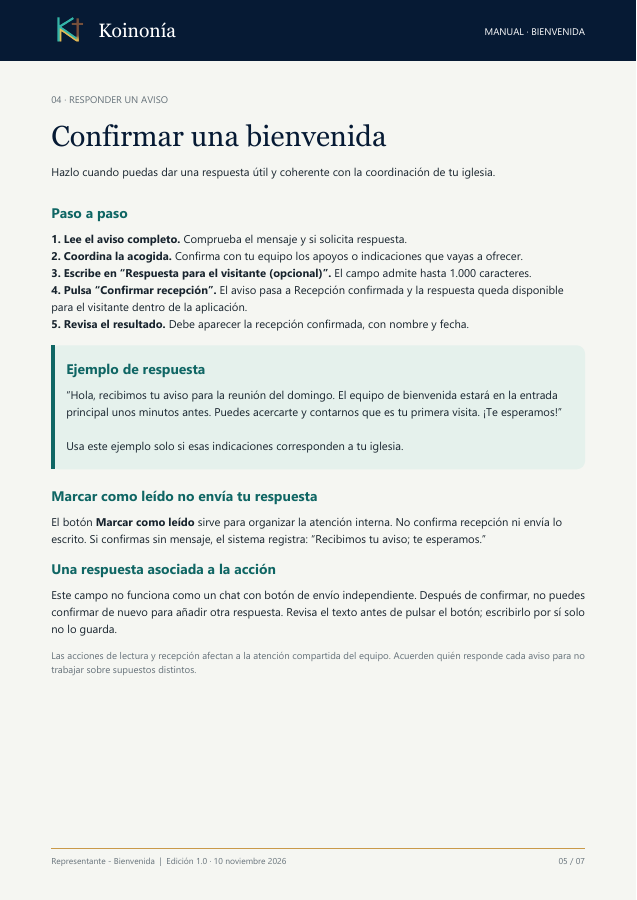 Koinonía
MANUAL · BIENVENIDA
04 · RESPONDER UN AVISO
Confirmar una bienvenida
Hazlo cuando puedas dar una respuesta útil y coherente con la coordinación de tu iglesia.
Paso a paso
1. Lee el aviso completo. Comprueba el mensaje y si solicita respuesta.
2. Coordina la acogida. Confirma con tu equipo los apoyos o indicaciones que vayas a ofrecer.
3. Escribe en “Respuesta para el visitante (opcional)”. El campo admite hasta 1.000 caracteres.
4. Pulsa “Confirmar recepción”. El aviso pasa a Recepción confirmada y la respuesta queda disponible
para el visitante dentro de la aplicación.
5. Revisa el resultado. Debe aparecer la recepción confirmada, con nombre y fecha.
Ejemplo de respuesta
“Hola, recibimos tu aviso para la reunión del domingo. El equipo de bienvenida estará en la entrada
principal unos minutos antes. Puedes acercarte y contarnos que es tu primera visita. ¡Te esperamos!”
Usa este ejemplo solo si esas indicaciones corresponden a tu iglesia.
Marcar como leído no envía tu respuesta
El botón Marcar como leído sirve para organizar la atención interna. No confirma recepción ni envía lo
escrito. Si confirmas sin mensaje, el sistema registra: “Recibimos tu aviso; te esperamos.”
Una respuesta asociada a la acción
Este campo no funciona como un chat con botón de envío independiente. Después de confirmar, no puedes
confirmar de nuevo para añadir otra respuesta. Revisa el texto antes de pulsar el botón; escribirlo por sí solo
no lo guarda.
Las acciones de lectura y recepción afectan a la atención compartida del equipo. Acuerden quién responde cada aviso para no
trabajar sobre supuestos distintos.
Representante - Bienvenida | Edición 1.0 · 10 noviembre 2026
05 / 07